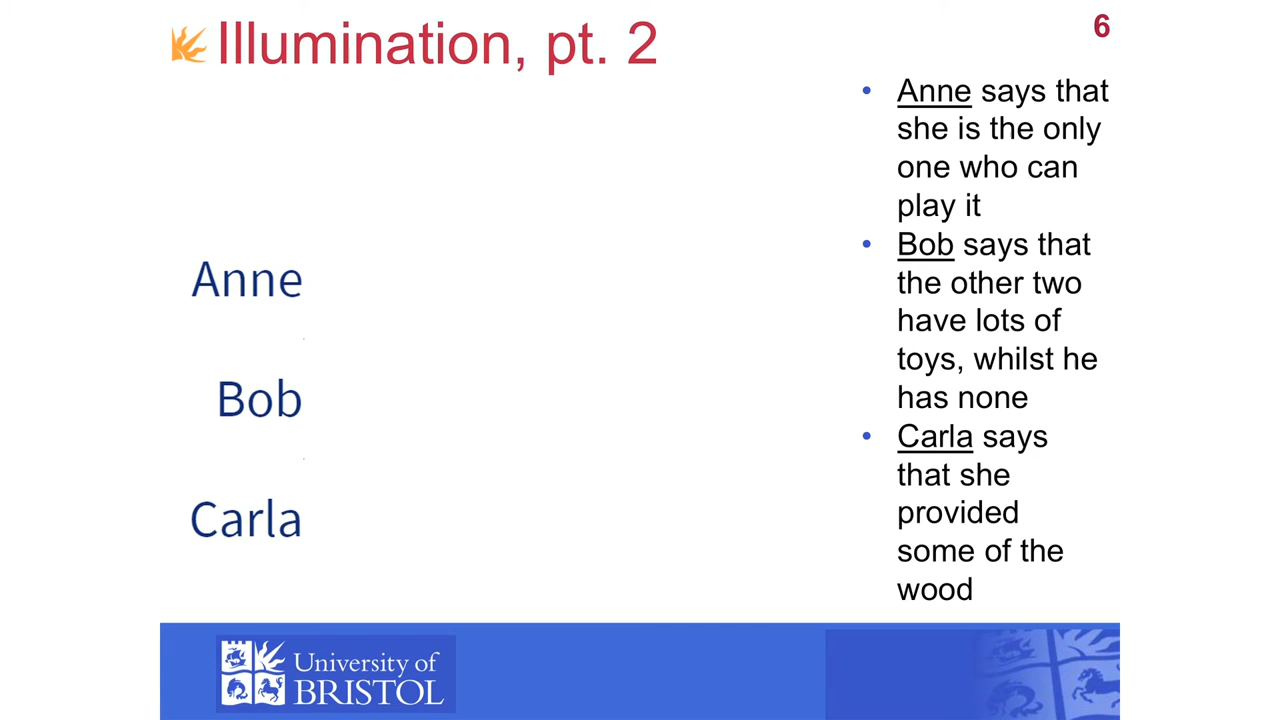 Illumination, pt. 2
6
Anne
Bob
Carla
• Anne says that
she is the only
one who can
play it
• Bob says that
the other two
have lots of
toys, whilst he
has none
• Carla says
that she
provided
some of the
wood
University of
BRISTOL